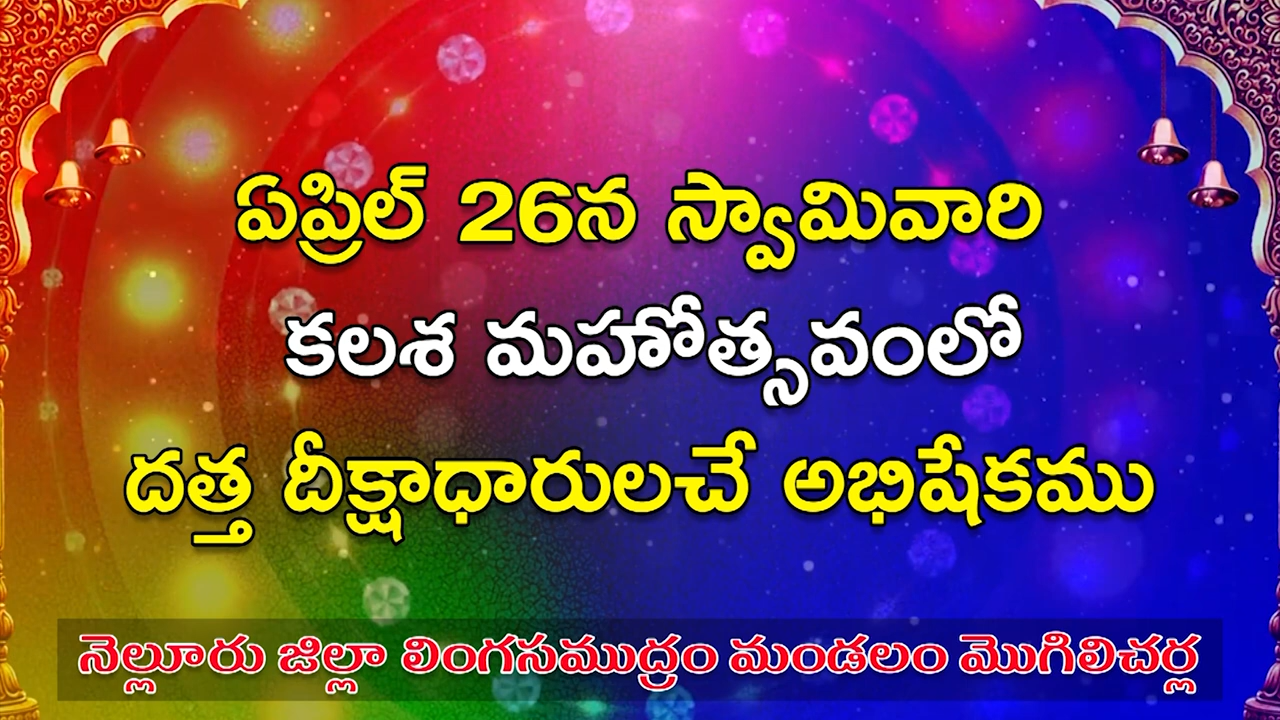 ఏప్రిల్ 26న స్వామివారి
కలశ మహోత్సవంలో
దత్త దీక్షాధారులచే అభిషేకము
నెల్లూరు జిల్లా లింగసముద్రం మండలం మొగిలిచర్ల